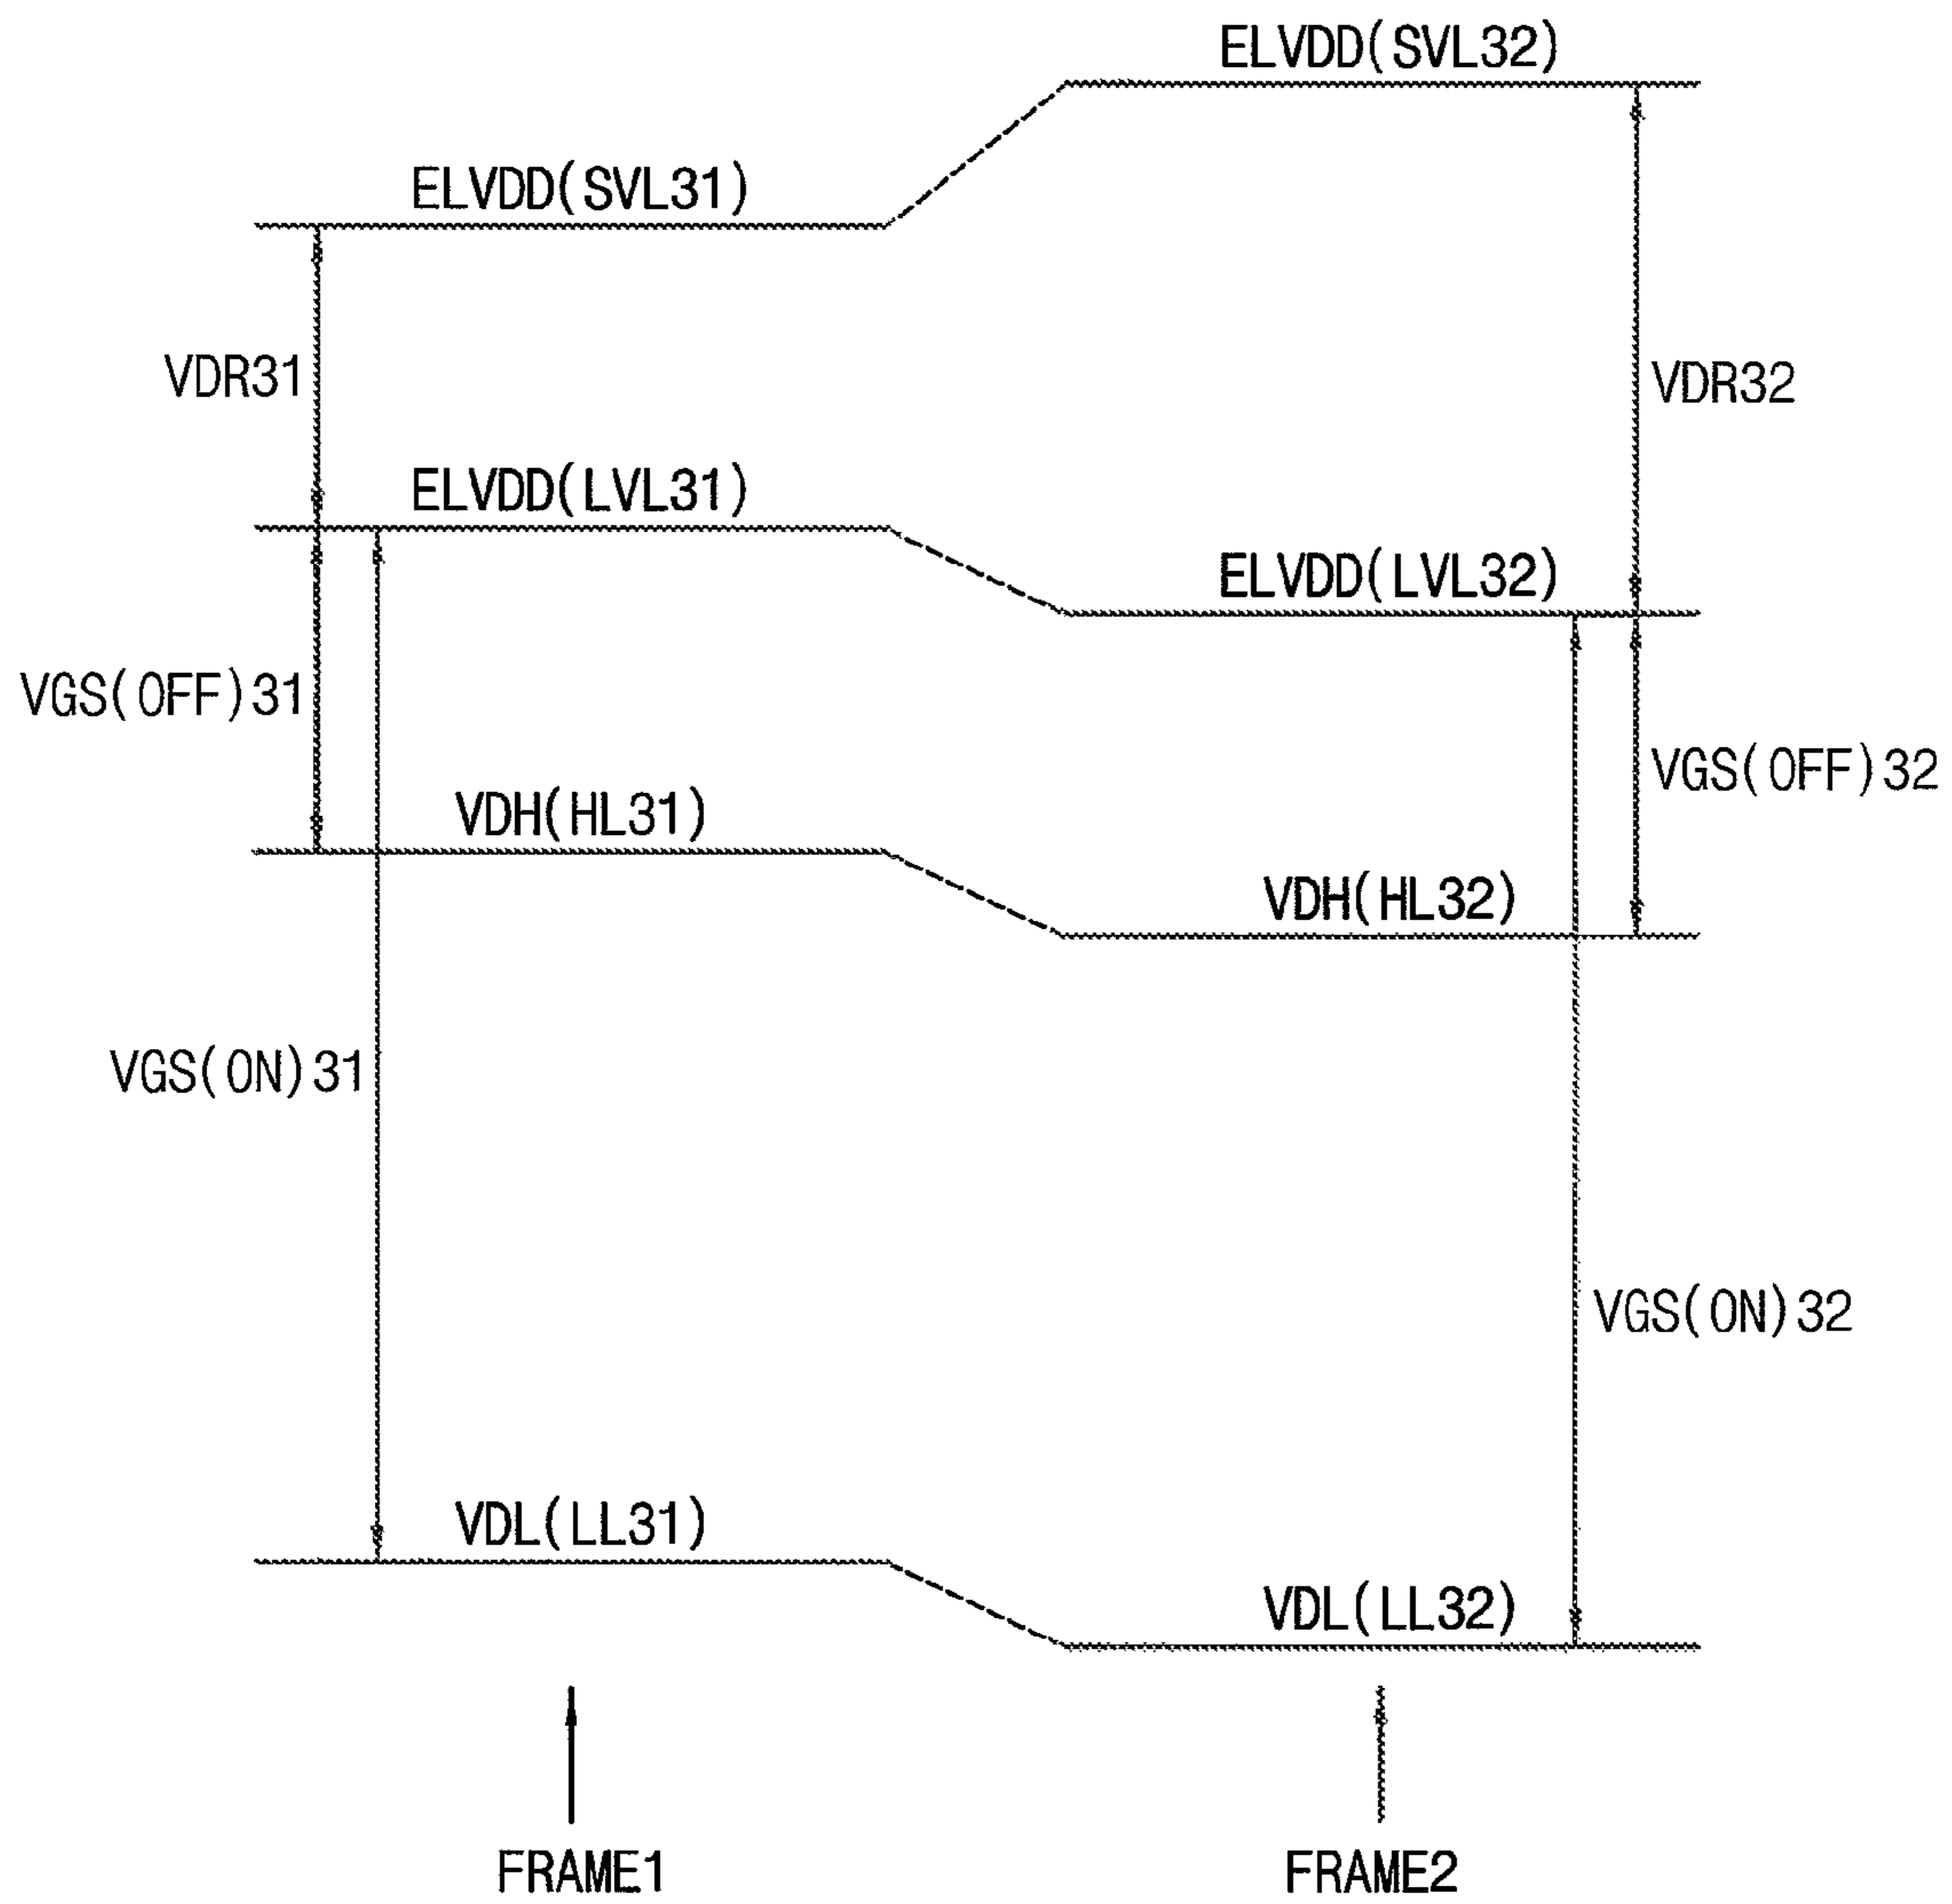 ELVDD(SVL32)
ELVDD(SVL31)
VDR31
VDR32
ELVDD(LVL31)
ELVDD(LVL32)
VGS(OFF)31
VGS(OFF)32
VDH(HL31)
VDH(HL32)
VGS(ON)31
VGS(ON)32
VDL(LL31)
VDL(LL32)
FRAME1
FRAME2